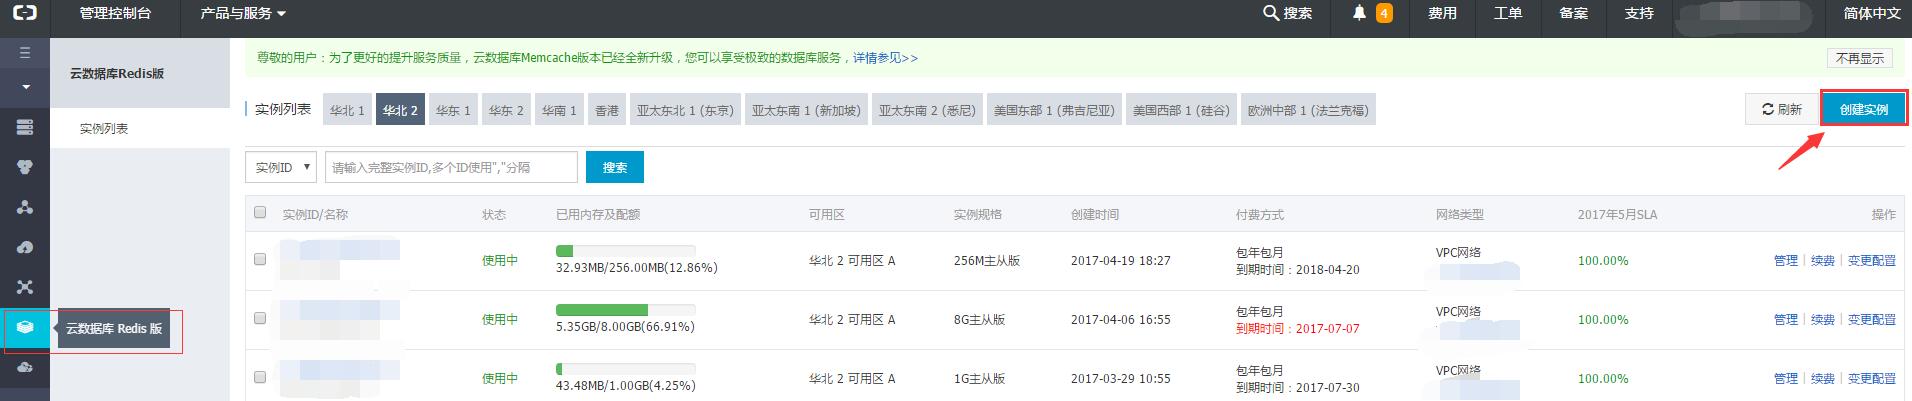 管理控制台 产品与服务 搜索 4 费用 工单 备案 支持 简体中文
云数据库Redis版
实例列表
云数据库 Redis 版
尊敬的用户：为了更好的提升服务质量，云数据库Memcache版本已经全新升级，您可以享受极致的数据库服务，详情参见>> 不再显示
实例列表 华北 1 华北 2 华东 1 华东 2 华南 1 香港 亚太东北 1 (东京) 亚太东南 1 (新加坡) 亚太东南 2 (悉尼) 美国东部 1 (弗吉尼亚) 美国西部 1 (硅谷) 欧洲中部 1 (法兰克福) 刷新 创建实例
实例ID 请输入完整实例ID,多个ID使用","分隔 搜索
实例ID/名称 状态 已用内存及配额 可用区 实例规格 创建时间 付费方式 网络类型 2017年5月SLA 操作
使用中 32.93MB/256.00MB(12.86%) 华北 2 可用区 A 256M主从版 2017-04-19 18:27 包年包月 VPC网络 100.00% 管理 | 续费 | 变更配置
到期时间：2018-04-20
使用中 5.35GB/8.00GB(66.91%) 华北 2 可用区 A 8G主从版 2017-04-06 16:55 包年包月 VPC网络 100.00% 管理 | 续费 | 变更配置
到期时间：2017-07-07
使用中 43.48MB/1.00GB(4.25%) 华北 2 可用区 A 1G主从版 2017-03-29 10:55 包年包月 VPC网络 100.00% 管理 | 续费 | 变更配置
到期时间：2017-07-30